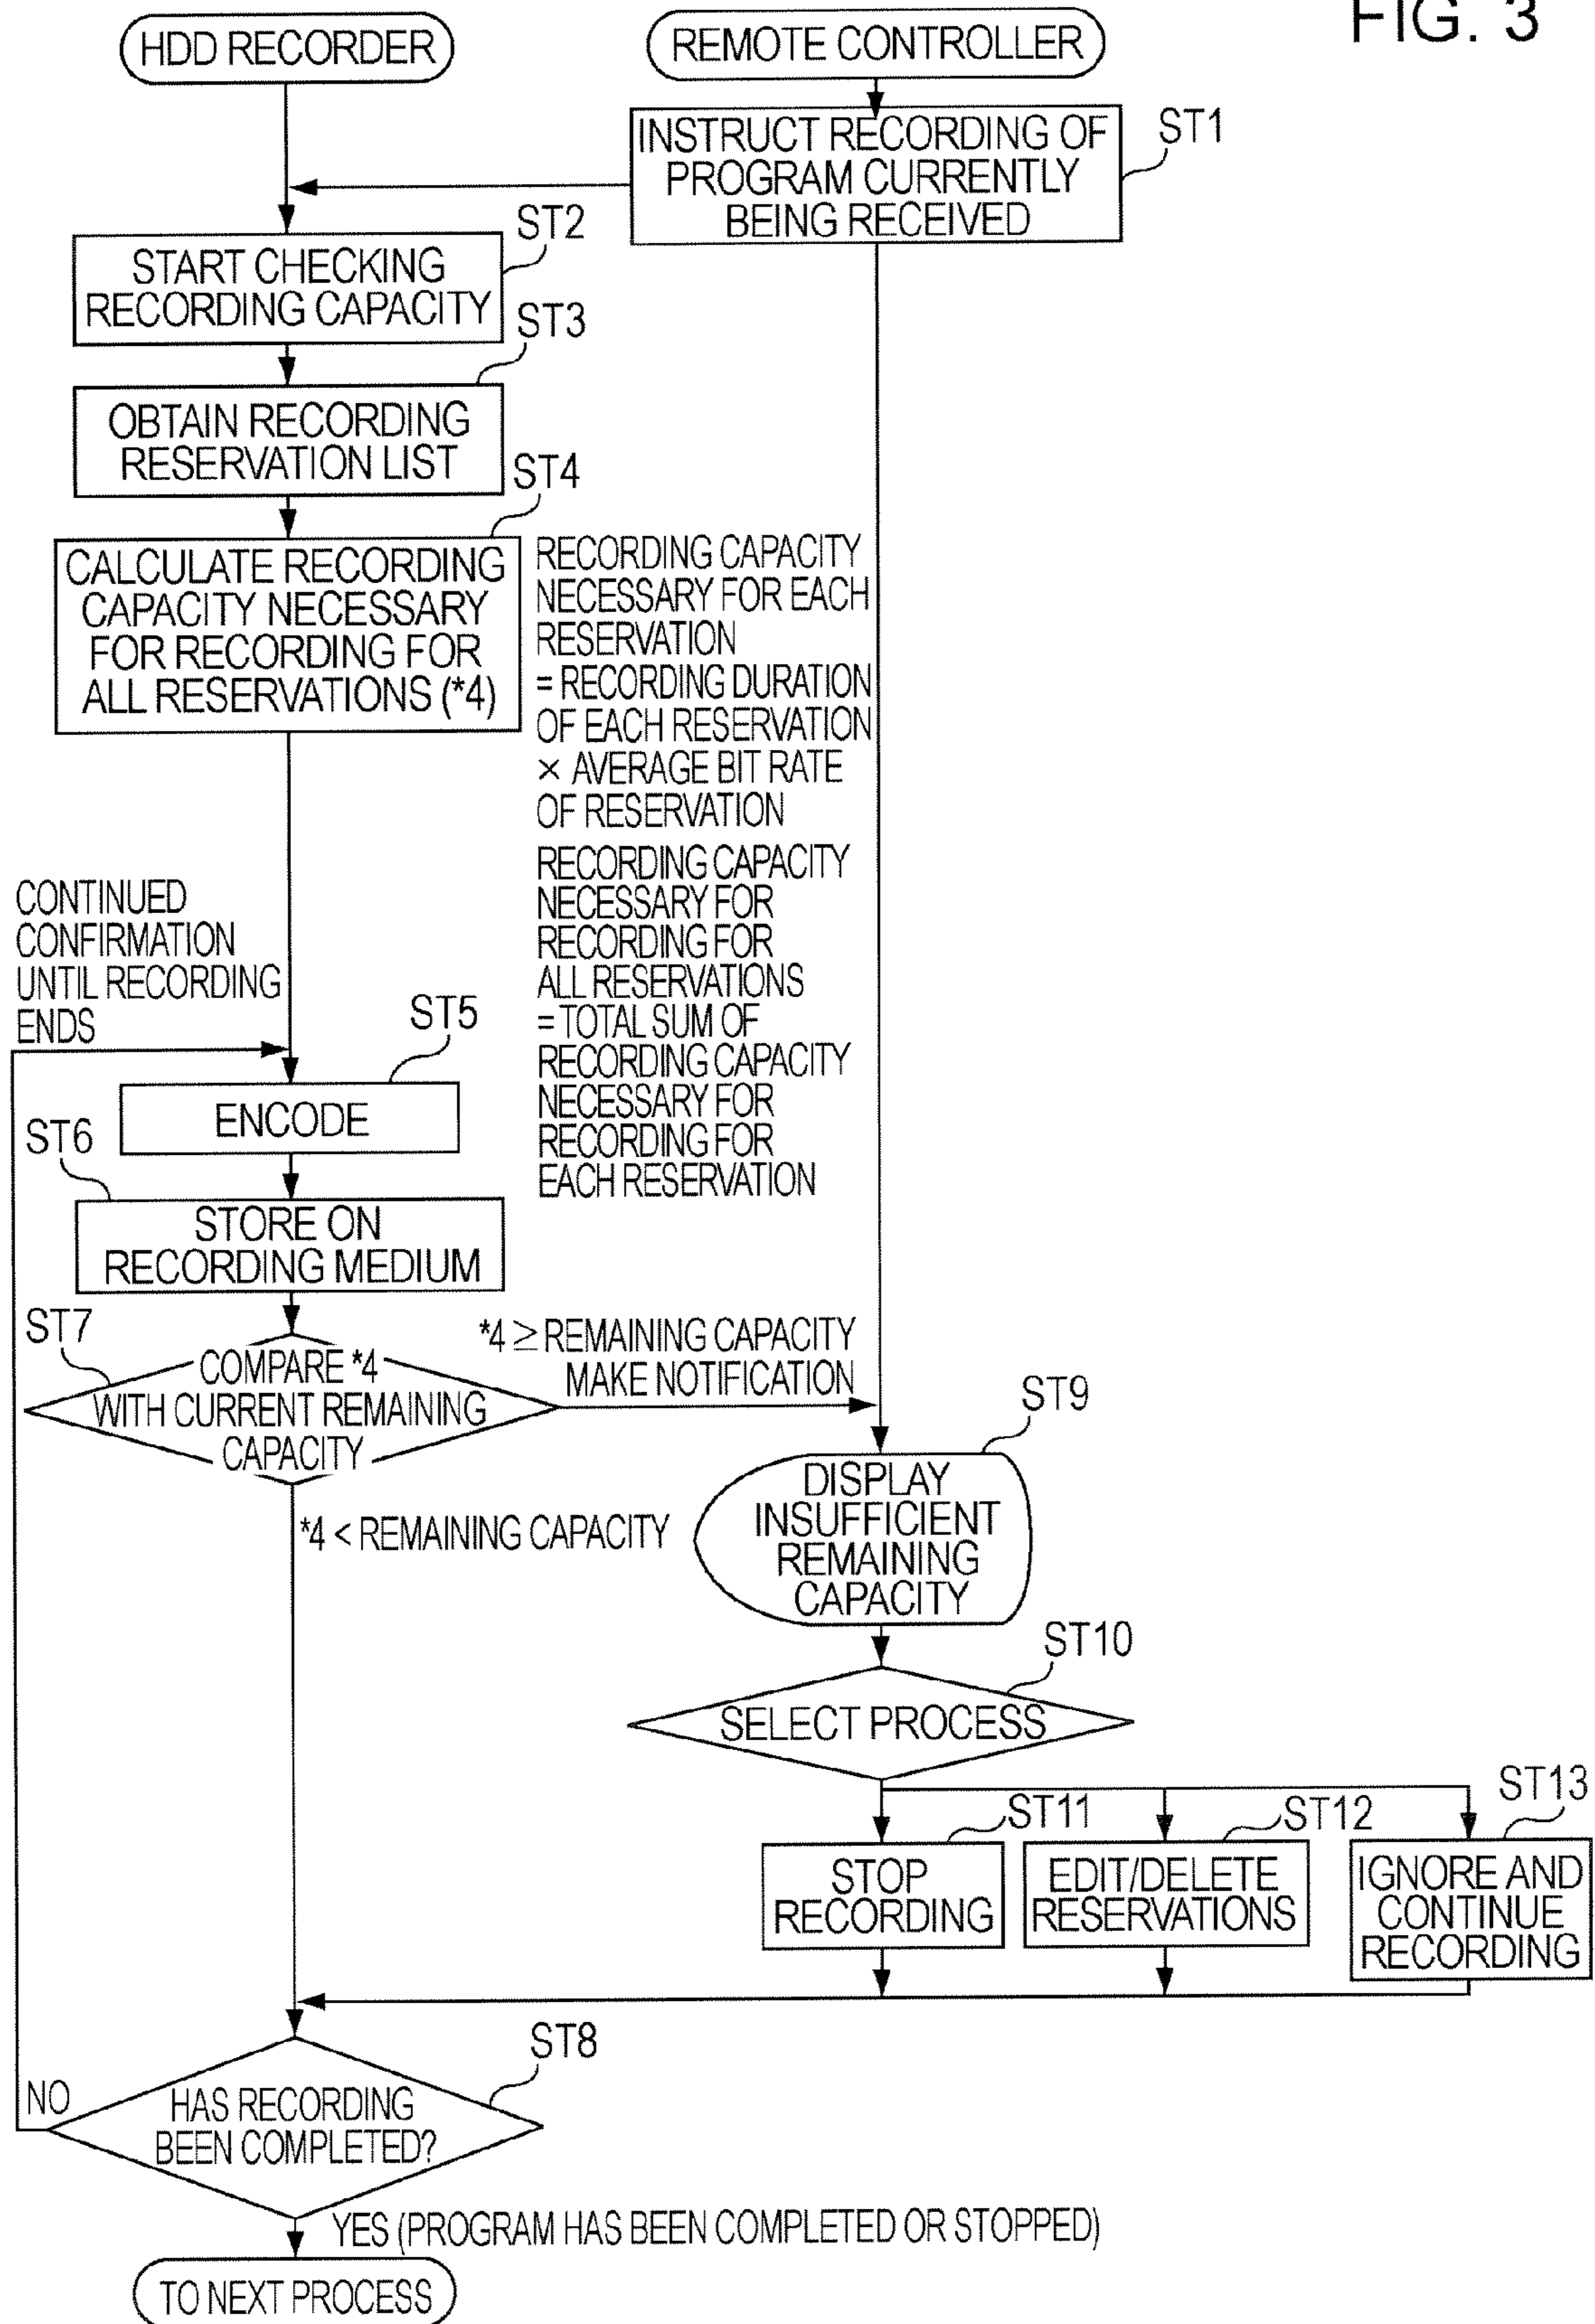 FIG. 3
HDD RECORDER
REMOTE CONTROLLER
INSTRUCT RECORDING OF
PROGRAM CURRENTLY
BEING RECEIVED
ST1
ST2
START CHECKING
RECORDING CAPACITY
ST3
OBTAIN RECORDING
RESERVATION LIST
ST4
CALCULATE RECORDING
CAPACITY NECESSARY
FOR RECORDING FOR
ALL RESERVATIONS (*4)
RECORDING CAPACITY
NECESSARY FOR EACH
RESERVATION
= RECORDING DURATION
OF EACH RESERVATION
× AVERAGE BIT RATE
OF RESERVATION
RECORDING CAPACITY
NECESSARY FOR
RECORDING FOR
ALL RESERVATIONS
= TOTAL SUM OF
RECORDING CAPACITY
NECESSARY FOR
RECORDING FOR
EACH RESERVATION
CONTINUED
CONFIRMATION
UNTIL RECORDING
ENDS
ST5
ENCODE
ST6
STORE ON
RECORDING MEDIUM
ST7
COMPARE *4
WITH CURRENT REMAINING
CAPACITY
*4 ≥ REMAINING CAPACITY
MAKE NOTIFICATION
*4 < REMAINING CAPACITY
ST9
DISPLAY
INSUFFICIENT
REMAINING
CAPACITY
ST10
SELECT PROCESS
ST11
STOP
RECORDING
ST12
EDIT/DELETE
RESERVATIONS
ST13
IGNORE AND
CONTINUE
RECORDING
ST8
HAS RECORDING
BEEN COMPLETED?
NO
YES (PROGRAM HAS BEEN COMPLETED OR STOPPED)
TO NEXT PROCESS